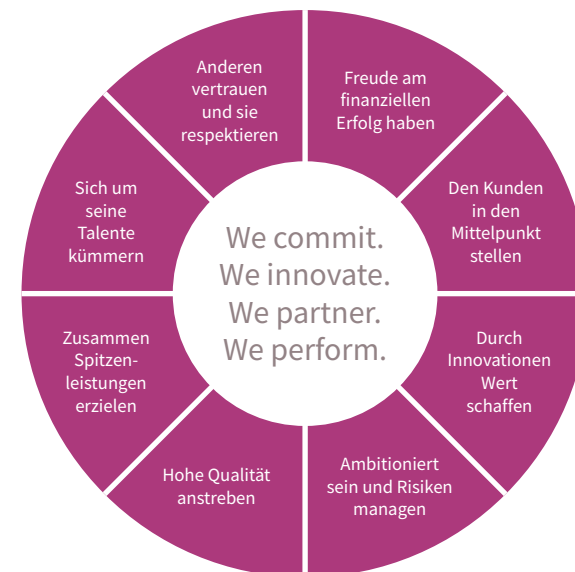 Anderen
vertrauen
und sie
respektieren
Freude am
finanziellen
Erfolg haben
Den Kunden
in den
Mittelpunkt
stellen
Durch
Innovationen
Wert
schaffen
Ambitioniert
sein und Risiken
managen
Hohe Qualität
anstreben
Zusammen
Spitzen-
leistungen
erzielen
Sich um
seine
Talente
kümmern
We commit.
We innovate.
We partner.
We perform.